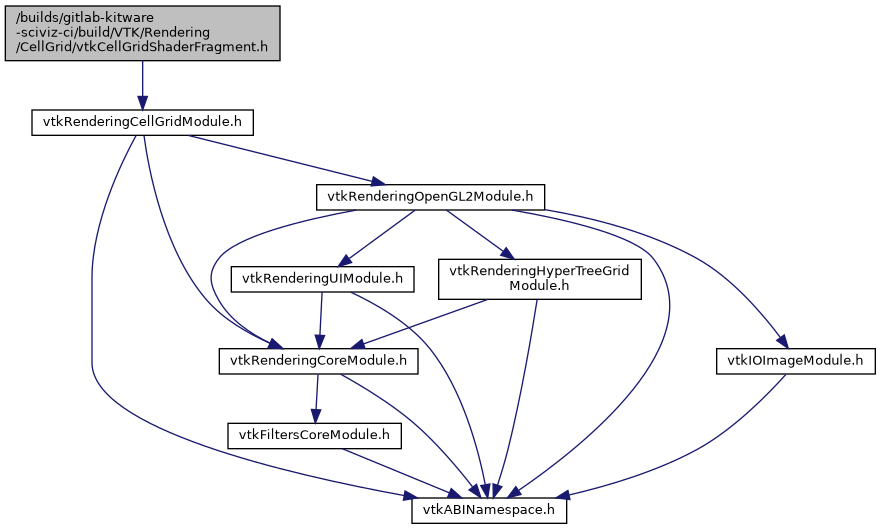 /builds/gitlab-kitware
-sciviz-ci/build/VTK/Rendering
/CellGrid/vtkCellGridShaderFragment.h
vtkRenderingCellGridModule.h
vtkRenderingOpenGL2Module.h
vtkRenderingUIModule.h
vtkRenderingHyperTreeGrid
Module.h
vtkRenderingCoreModule.h
vtkIOImageModule.h
vtkFiltersCoreModule.h
vtkABINamespace.h